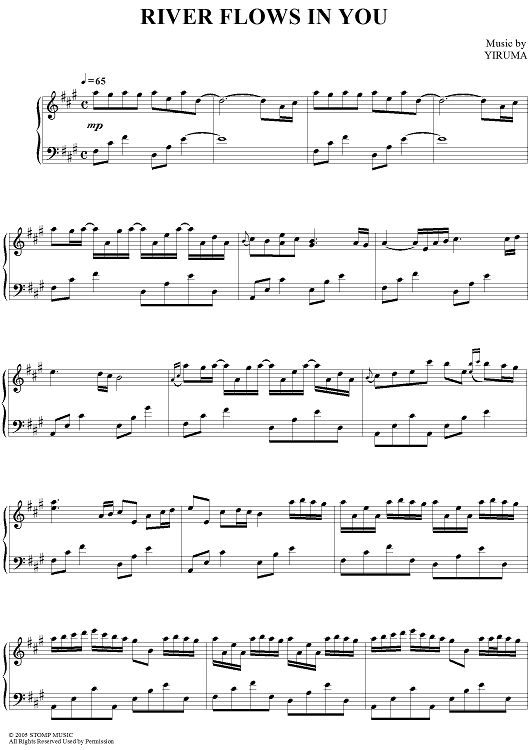 RIVER FLOWS IN YOU
Music by
YIRUMA
♩=65
mp
© 2005 STOMP MUSIC
All Rights Reserved Used by Permission